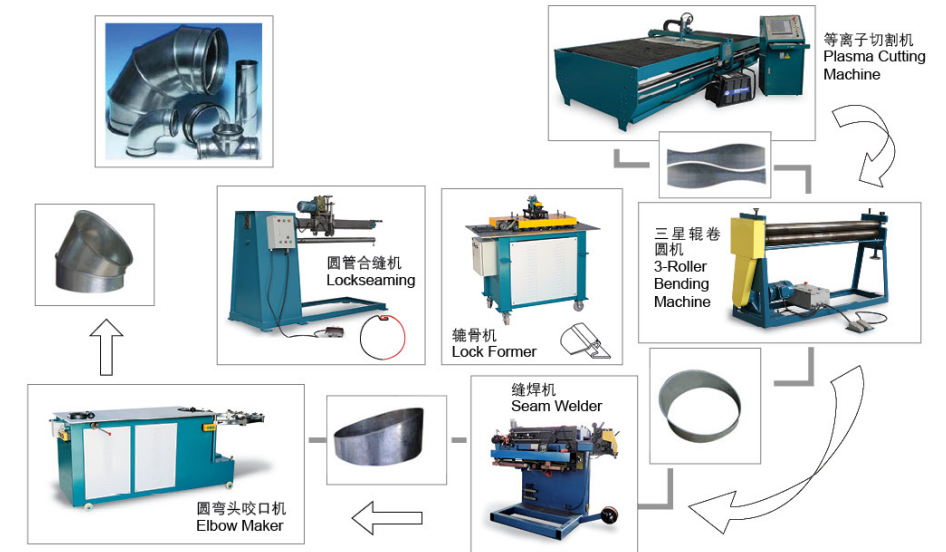 等离子切割机
Plasma Cutting
Machine
三星辊卷
圆机
3-Roller
Bending
Machine
圆管合缝机
Lockseaming
辘骨机
Lock Former
缝焊机
Seam Welder
圆弯头咬口机
Elbow Maker